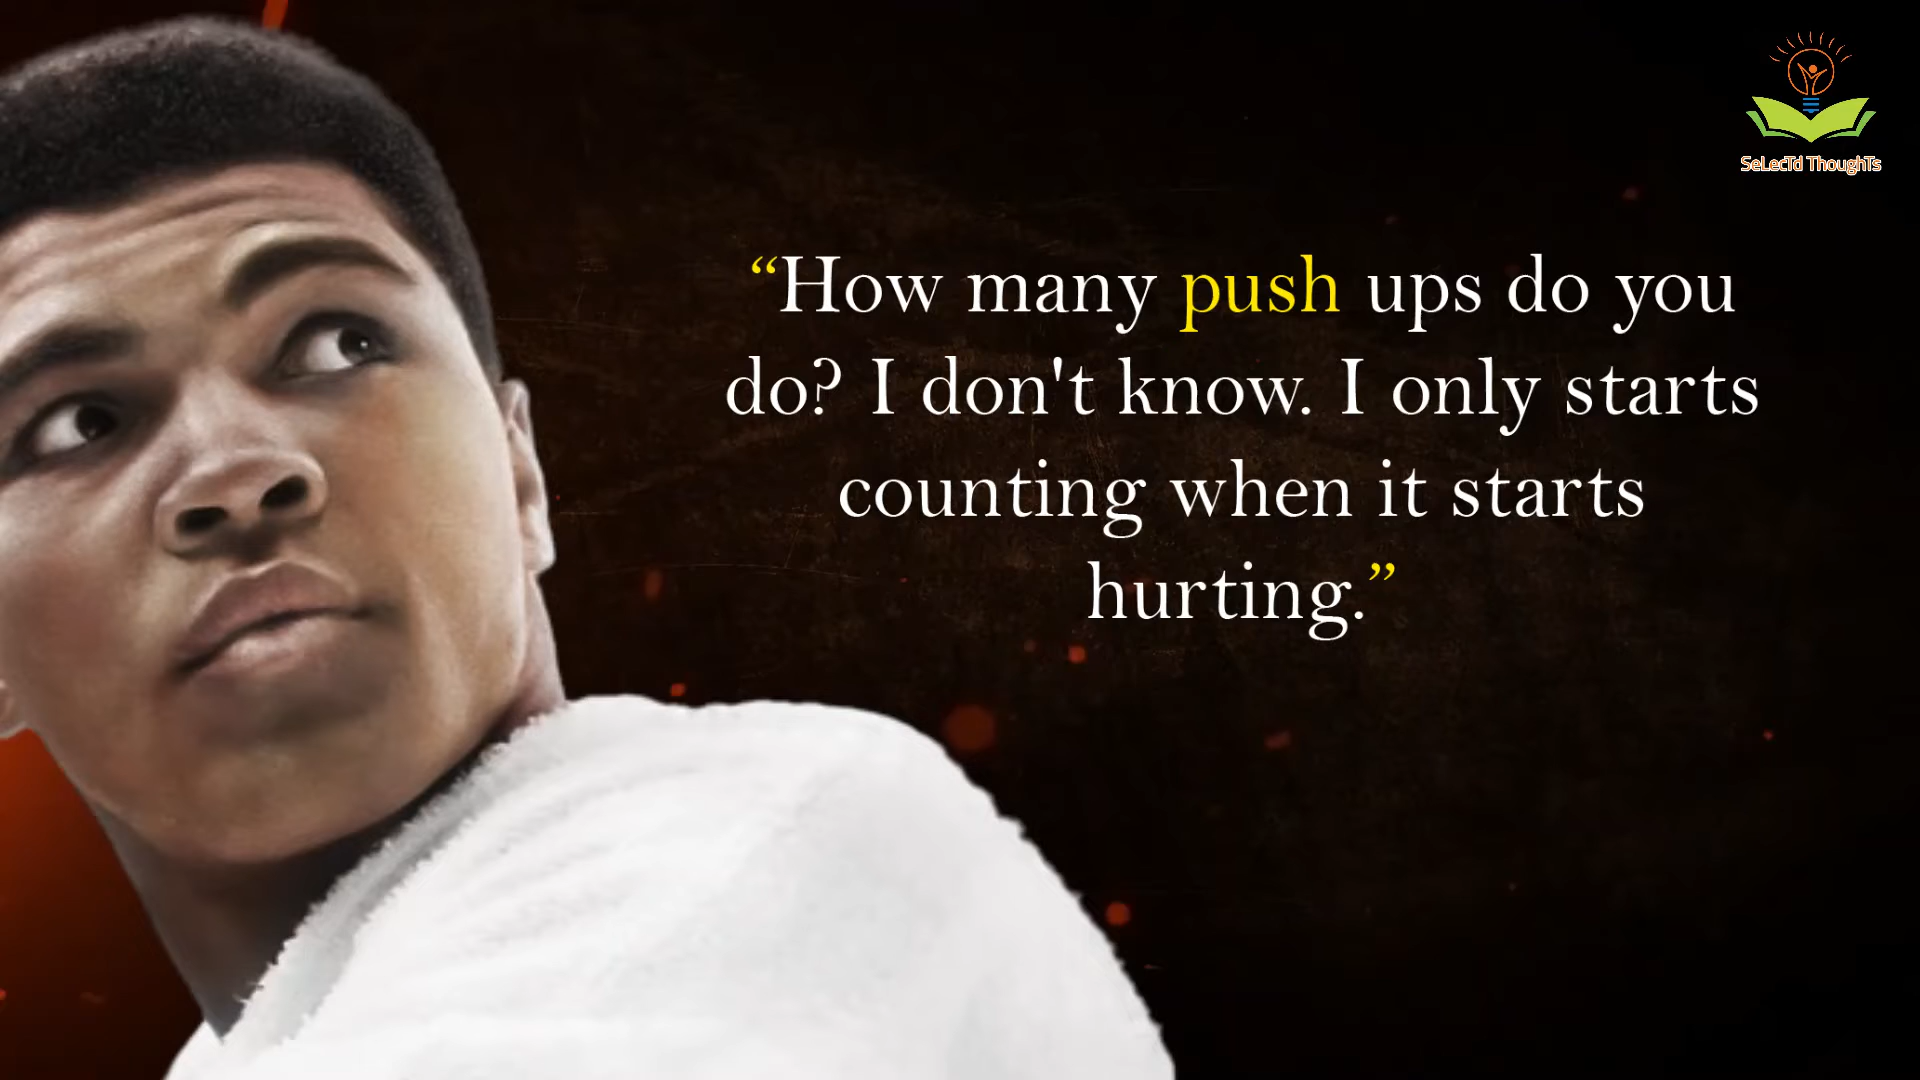 SeLecTd ThoughTs
“How many push ups do you
do? I don't know. I only starts
counting when it starts
hurting.”